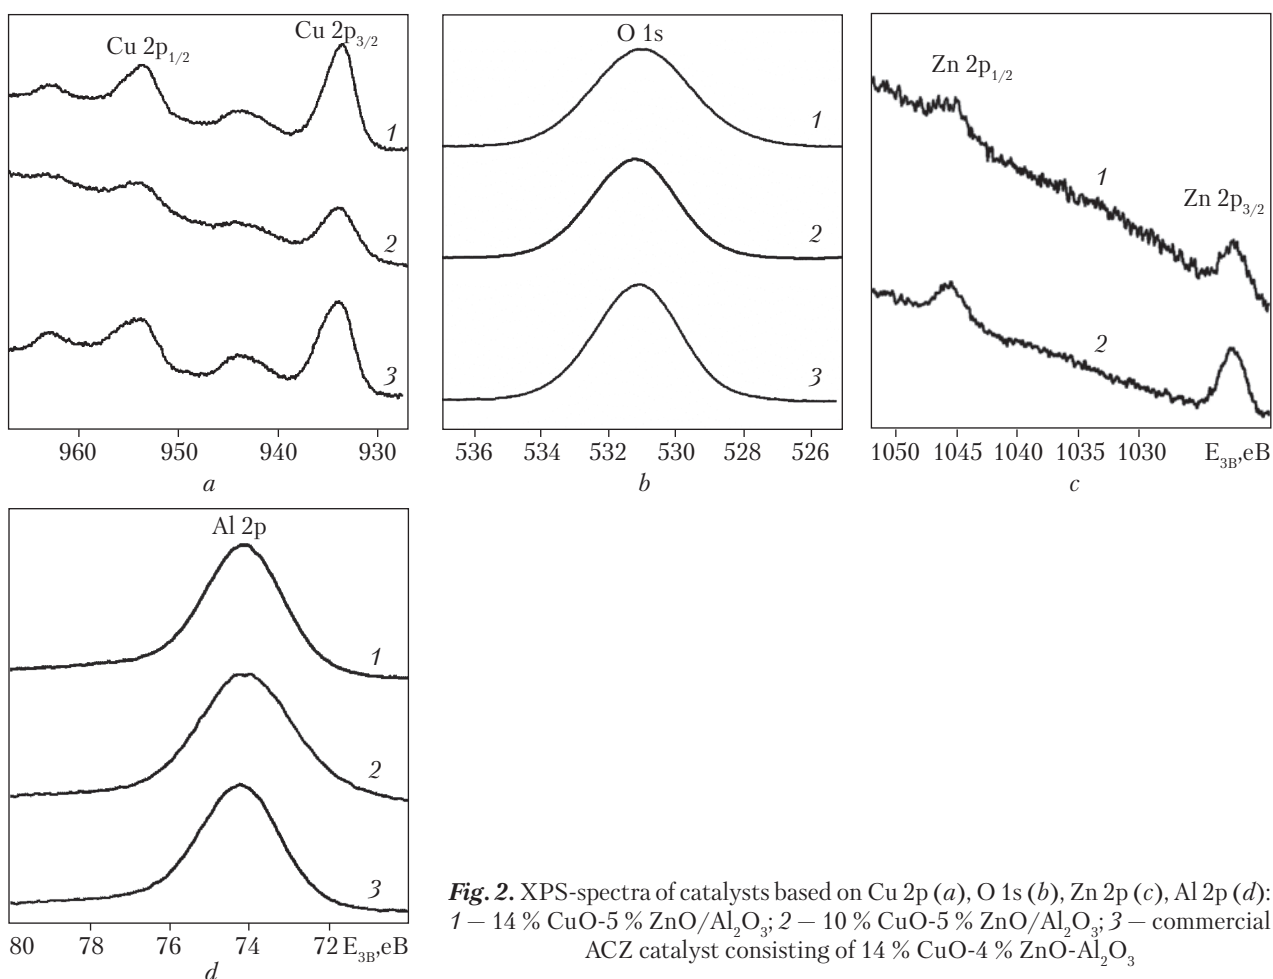 Cu 2p1/2
Cu 2p3/2
1
2
3
960 950 940 930
a
O 1s
1
2
3
536 534 532 530 528 526
b
Zn 2p1/2
1
Zn 2p3/2
2
1050 1045 1040 1035 1030 E3B,eB
c
Al 2p
1
2
3
80 78 76 74 72 E3B,eB
d
Fig. 2. XPS-spectra of catalysts based on Cu 2p (a), O 1s (b), Zn 2p (c), Al 2p (d):
1 — 14 % CuO-5 % ZnO/Al2O3; 2 — 10 % CuO-5 % ZnO/Al2O3; 3 — commercial
ACZ catalyst consisting of 14 % CuO-4 % ZnO-Al2O3